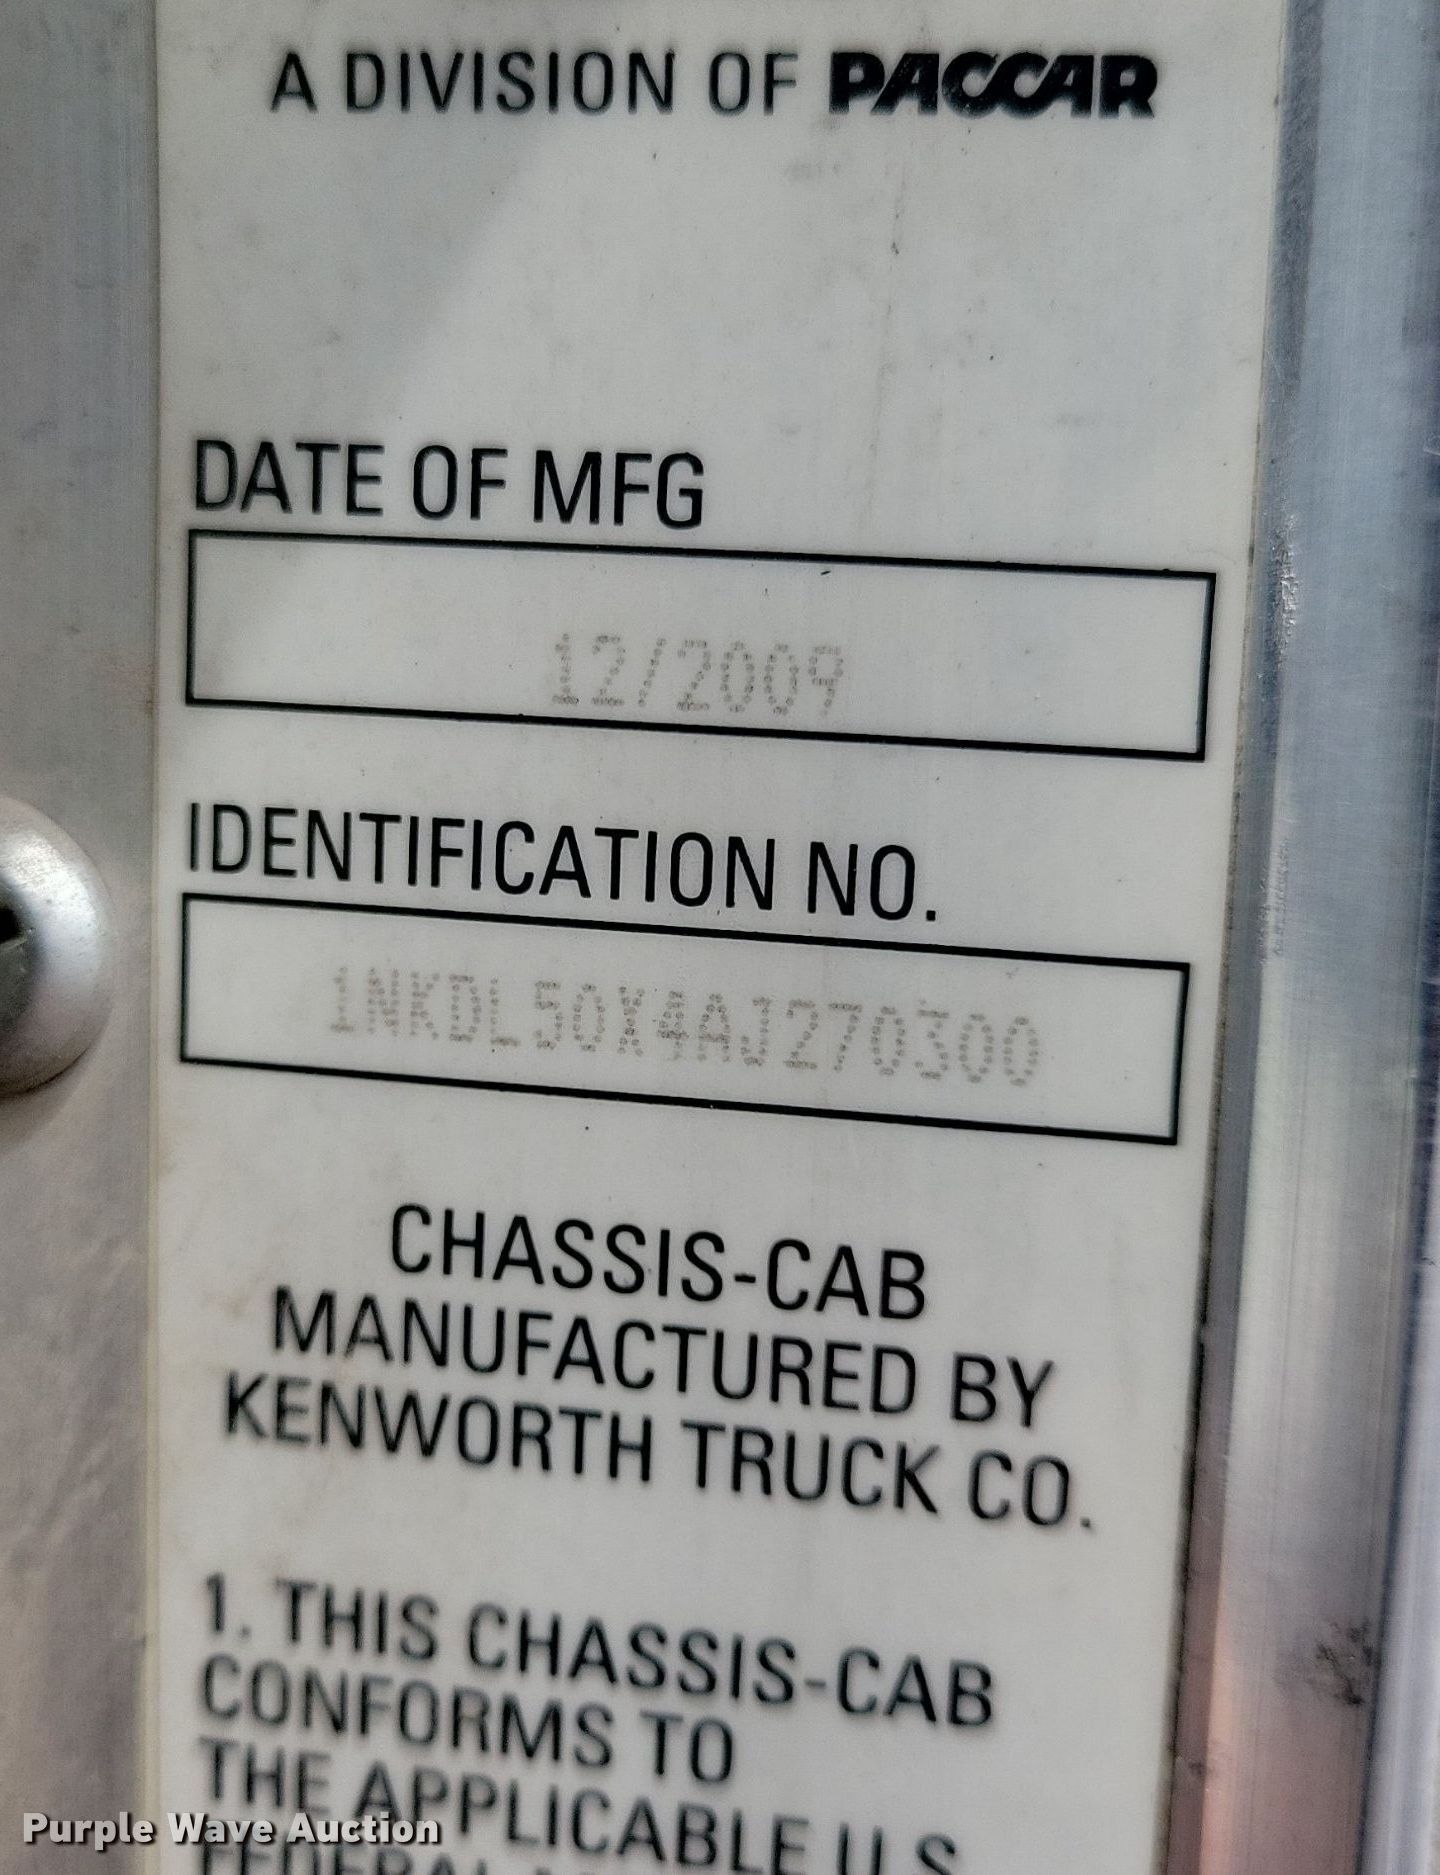 A DIVISION OF PACCAR
DATE OF MFG
12/2009
IDENTIFICATION NO.
1NKDL50X4AJ270300
CHASSIS-CAB
MANUFACTURED BY
KENWORTH TRUCK CO.
1. THIS CHASSIS-CAB
CONFORMS TO
THE APPLICABLE U.S.
FEDERAL
Purple Wave Auction